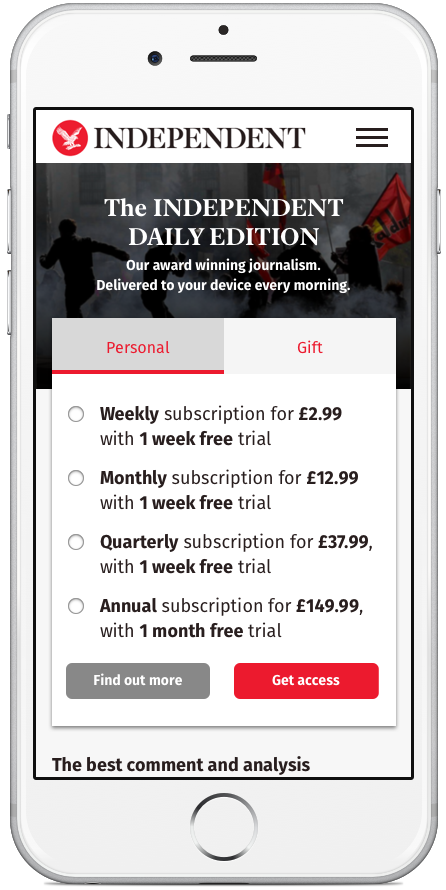 INDEPENDENT
The INDEPENDENT
DAILY EDITION
Our award winning journalism.
Delivered to your device every morning.
Personal
Gift
Weekly subscription for £2.99
with 1 week free trial
Monthly subscription for £12.99
with 1 week free trial
Quarterly subscription for £37.99,
with 1 week free trial
Annual subscription for £149.99,
with 1 month free trial
Find out more
Get access
The best comment and analysis